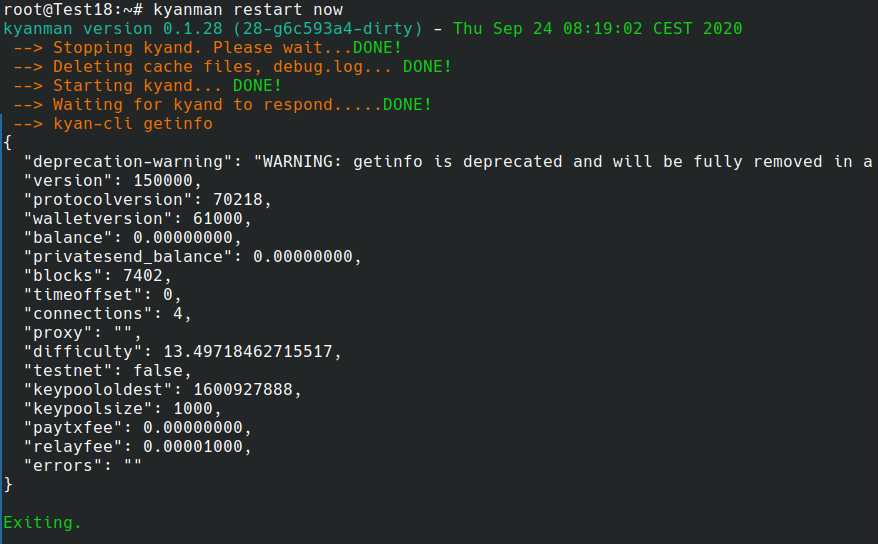 root@Test18:~# kyanman restart now
kyanman version 0.1.28 (28-g6c593a4-dirty) - Thu Sep 24 08:19:02 CEST 2020
 --> Stopping kyand. Please wait...DONE!
 --> Deleting cache files, debug.log... DONE!
 --> Starting kyand... DONE!
 --> Waiting for kyand to respond.....DONE!
 --> kyan-cli getinfo
{
  "deprecation-warning": "WARNING: getinfo is deprecated and will be fully removed in a
  "version": 150000,
  "protocolversion": 70218,
  "walletversion": 61000,
  "balance": 0.00000000,
  "privatesend_balance": 0.00000000,
  "blocks": 7402,
  "timeoffset": 0,
  "connections": 4,
  "proxy": "",
  "difficulty": 13.49718462715517,
  "testnet": false,
  "keypoololdest": 1600927888,
  "keypoolsize": 1000,
  "paytxfee": 0.00000000,
  "relayfee": 0.00001000,
  "errors": ""
}
Exiting.